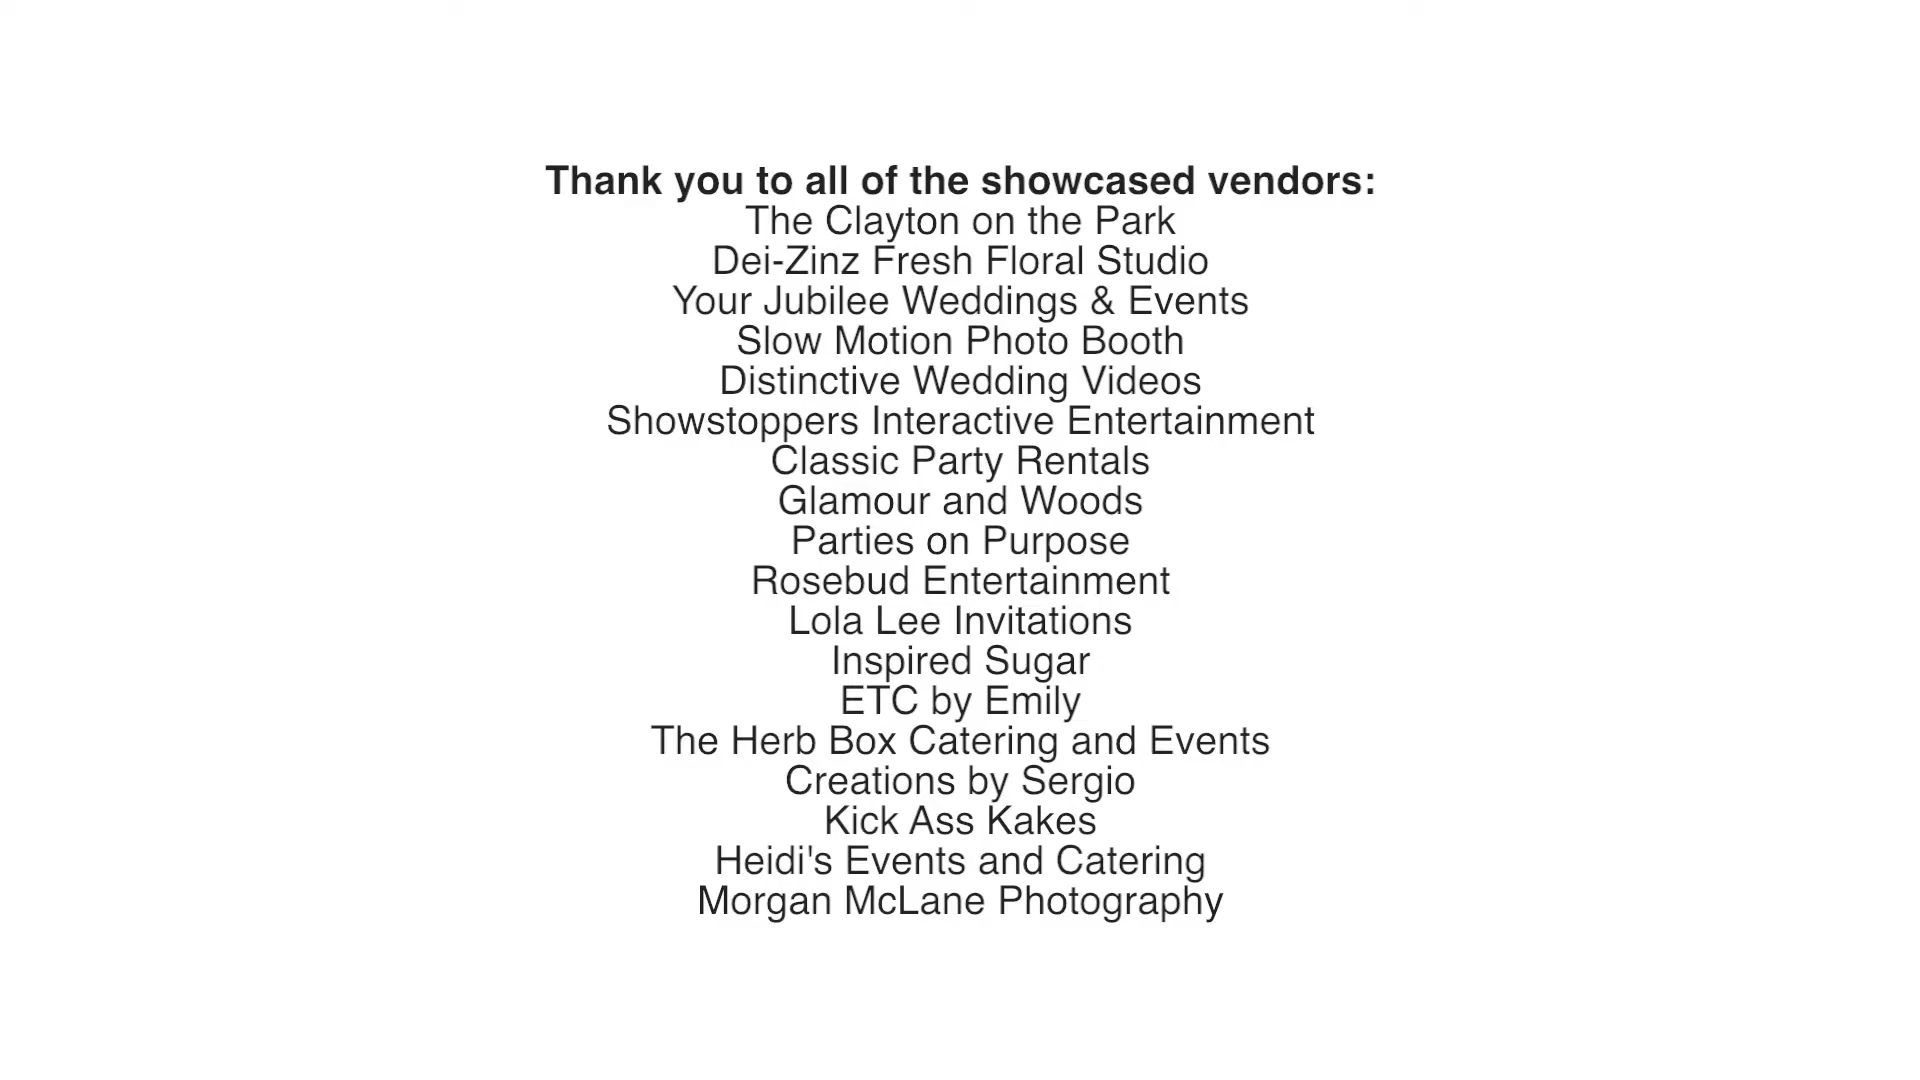 Thank you to all of the showcased vendors:
The Clayton on the Park
Dei-Zinz Fresh Floral Studio
Your Jubilee Weddings & Events
Slow Motion Photo Booth
Distinctive Wedding Videos
Showstoppers Interactive Entertainment
Classic Party Rentals
Glamour and Woods
Parties on Purpose
Rosebud Entertainment
Lola Lee Invitations
Inspired Sugar
ETC by Emily
The Herb Box Catering and Events
Creations by Sergio
Kick Ass Kakes
Heidi's Events and Catering
Morgan McLane Photography